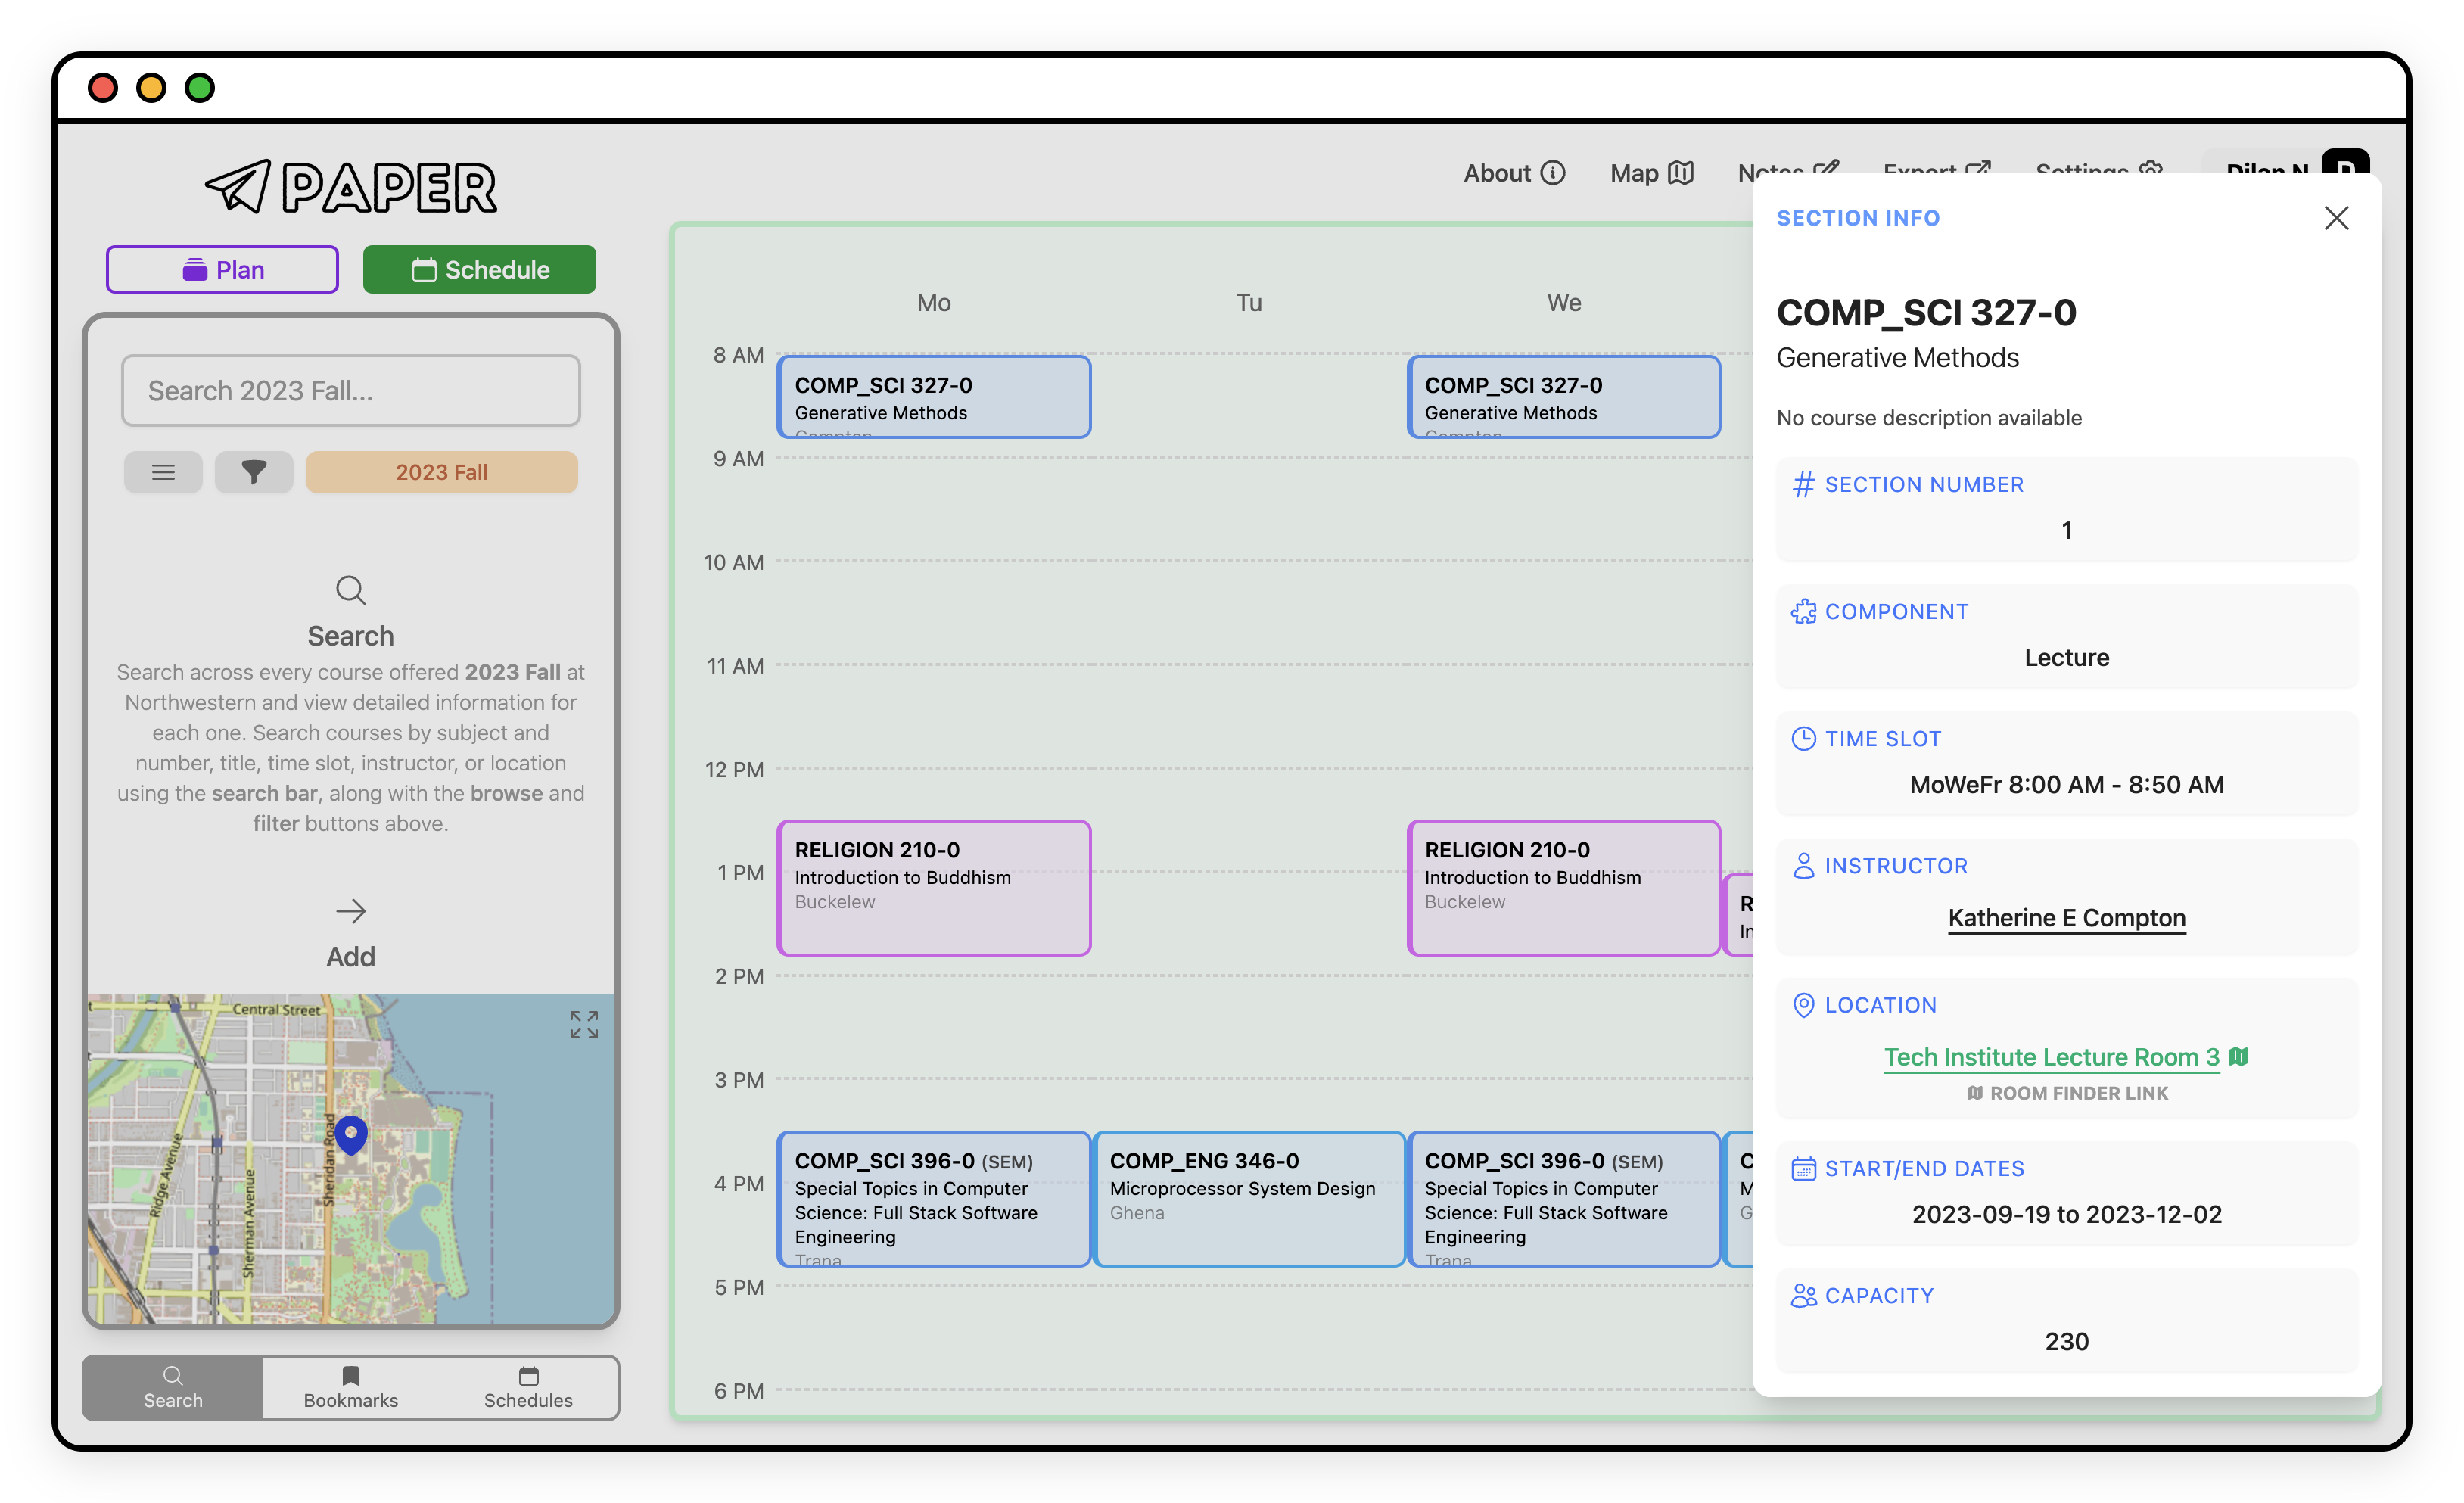 PAPER
About
Map
Notes
Export
Settings
Dilan N
D
Plan
Schedule
Search 2023 Fall...
2023 Fall
Search
Search across every course offered 2023 Fall at
Northwestern and view detailed information for
each one. Search courses by subject and
number, title, time slot, instructor, or location
using the search bar, along with the browse and
filter buttons above.
Add
Central Street
Ridge Avenue
Sherman Avenue
Sheridan Road
Search
Bookmarks
Schedules
Mo
Tu
We
8 AM
9 AM
10 AM
11 AM
12 PM
1 PM
2 PM
3 PM
4 PM
5 PM
6 PM
COMP_SCI 327-0
Generative Methods
Compton
COMP_SCI 327-0
Generative Methods
Compton
RELIGION 210-0
Introduction to Buddhism
Buckelew
RELIGION 210-0
Introduction to Buddhism
Buckelew
R
In
COMP_SCI 396-0 (SEM)
Special Topics in Computer
Science: Full Stack Software
Engineering
Trana
COMP_ENG 346-0
Microprocessor System Design
Ghena
COMP_SCI 396-0 (SEM)
Special Topics in Computer
Science: Full Stack Software
Engineering
Trana
C
M
G
SECTION INFO
COMP_SCI 327-0
Generative Methods
No course description available
SECTION NUMBER
1
COMPONENT
Lecture
TIME SLOT
MoWeFr 8:00 AM - 8:50 AM
INSTRUCTOR
Katherine E Compton
LOCATION
Tech Institute Lecture Room 3
ROOM FINDER LINK
START/END DATES
2023-09-19 to 2023-12-02
CAPACITY
230